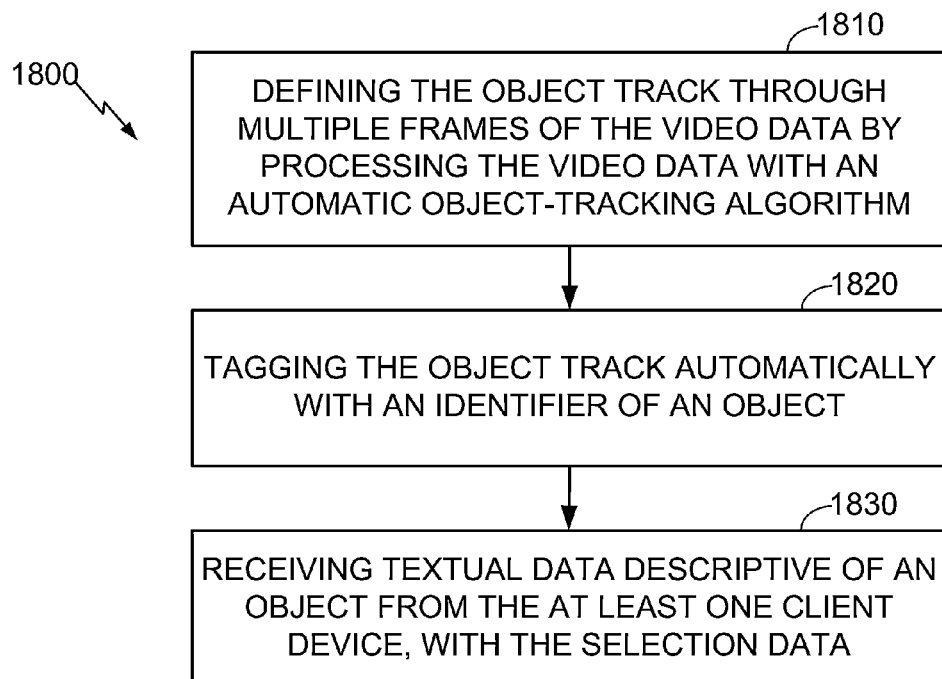 1800
1810
DEFINING THE OBJECT TRACK THROUGH
MULTIPLE FRAMES OF THE VIDEO DATA BY
PROCESSING THE VIDEO DATA WITH AN
AUTOMATIC OBJECT-TRACKING ALGORITHM
1820
TAGGING THE OBJECT TRACK AUTOMATICALLY
WITH AN IDENTIFIER OF AN OBJECT
1830
RECEIVING TEXTUAL DATA DESCRIPTIVE OF AN
OBJECT FROM THE AT LEAST ONE CLIENT
DEVICE, WITH THE SELECTION DATA